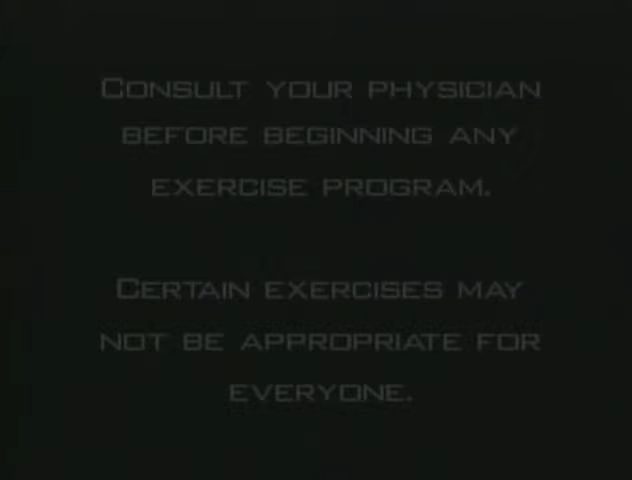 Consult your physician
before beginning any
exercise program.
Certain exercises may
not be appropriate for
everyone.